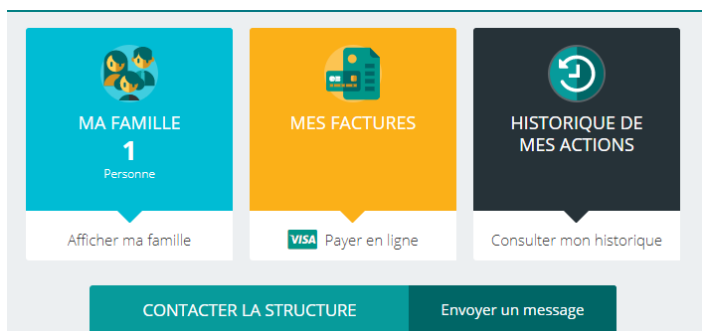 MA FAMILLE
1
Personne
Afficher ma famille
MES FACTURES
VISA Payer en ligne
HISTORIQUE DE
MES ACTIONS
Consulter mon historique
CONTACTER LA STRUCTURE
Envoyer un message